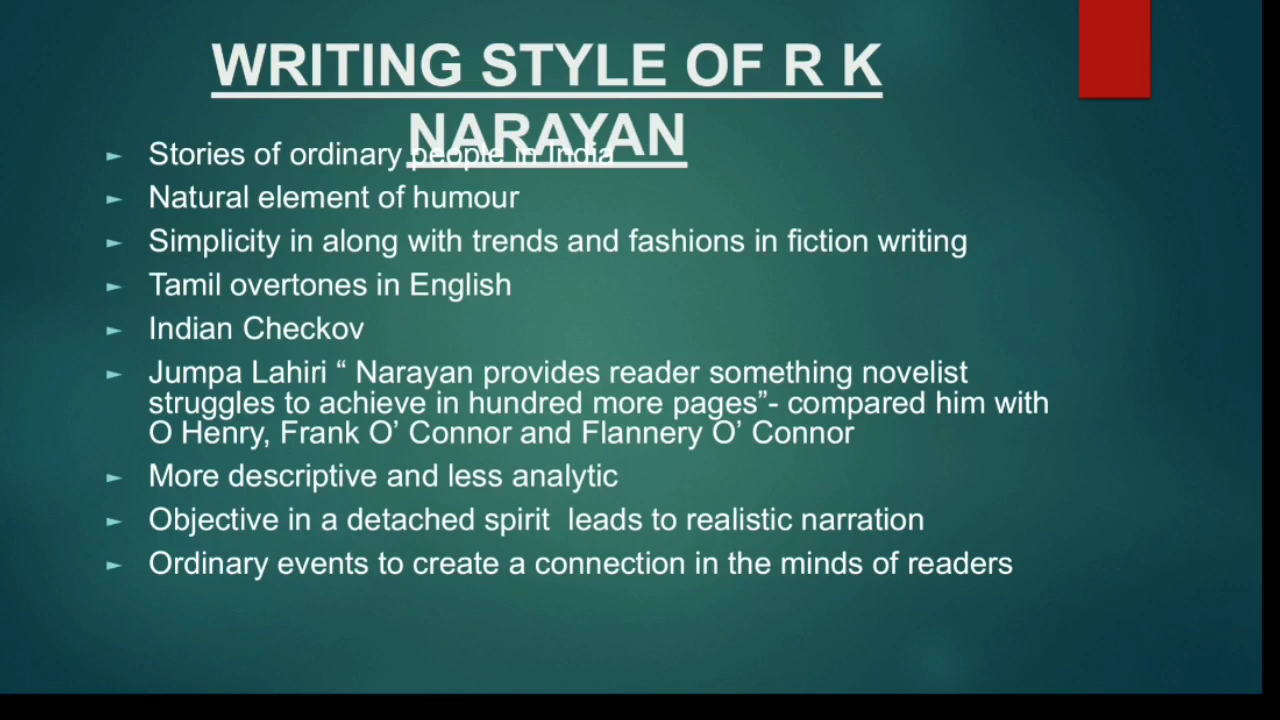 WRITING STYLE OF R K
NARAYAN
► Stories of ordinary people in India
► Natural element of humour
► Simplicity in along with trends and fashions in fiction writing
► Tamil overtones in English
► Indian Checkov
► Jumpa Lahiri “ Narayan provides reader something novelist
struggles to achieve in hundred more pages”- compared him with
O Henry, Frank O’ Connor and Flannery O’ Connor
► More descriptive and less analytic
► Objective in a detached spirit  leads to realistic narration
► Ordinary events to create a connection in the minds of readers